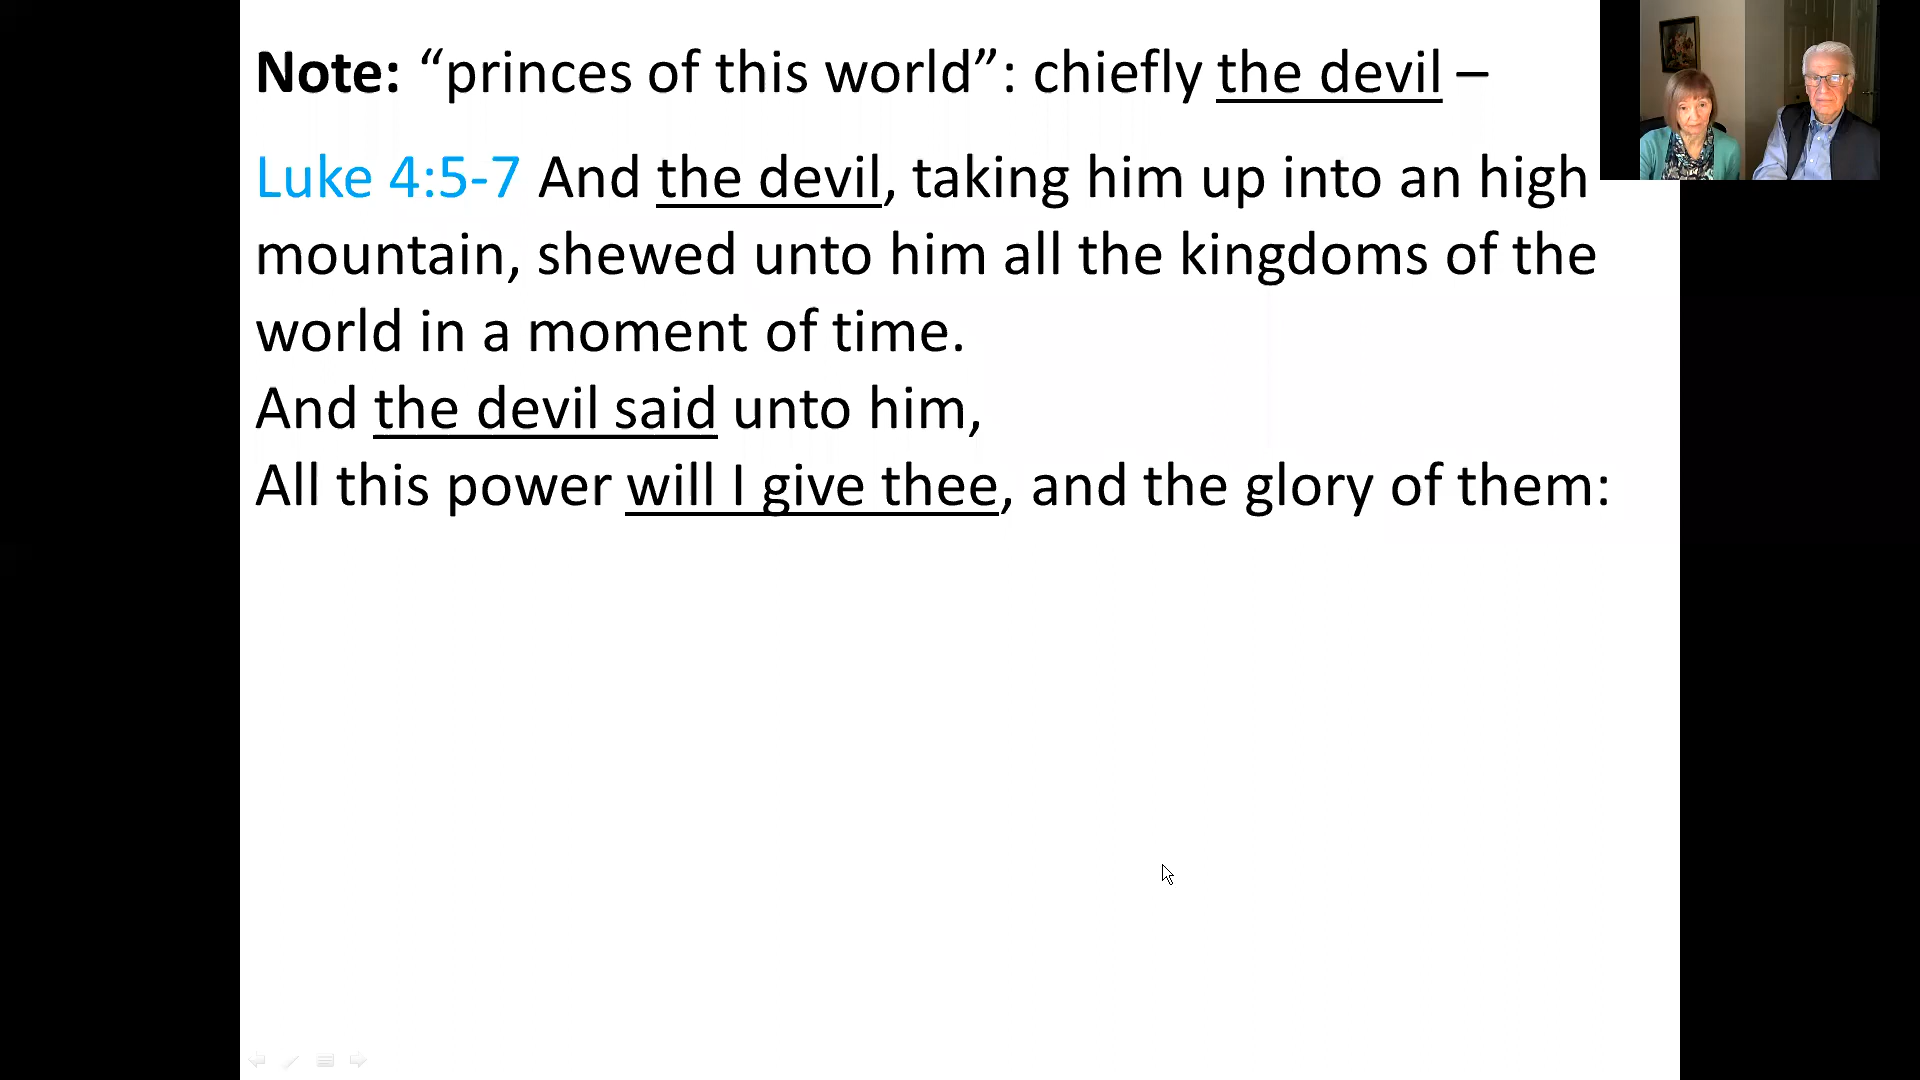 Note: “princes of this world”: chiefly the devil –
Luke 4:5-7 And the devil, taking him up into an high
mountain, shewed unto him all the kingdoms of the
world in a moment of time.
And the devil said unto him,
All this power will I give thee, and the glory of them: